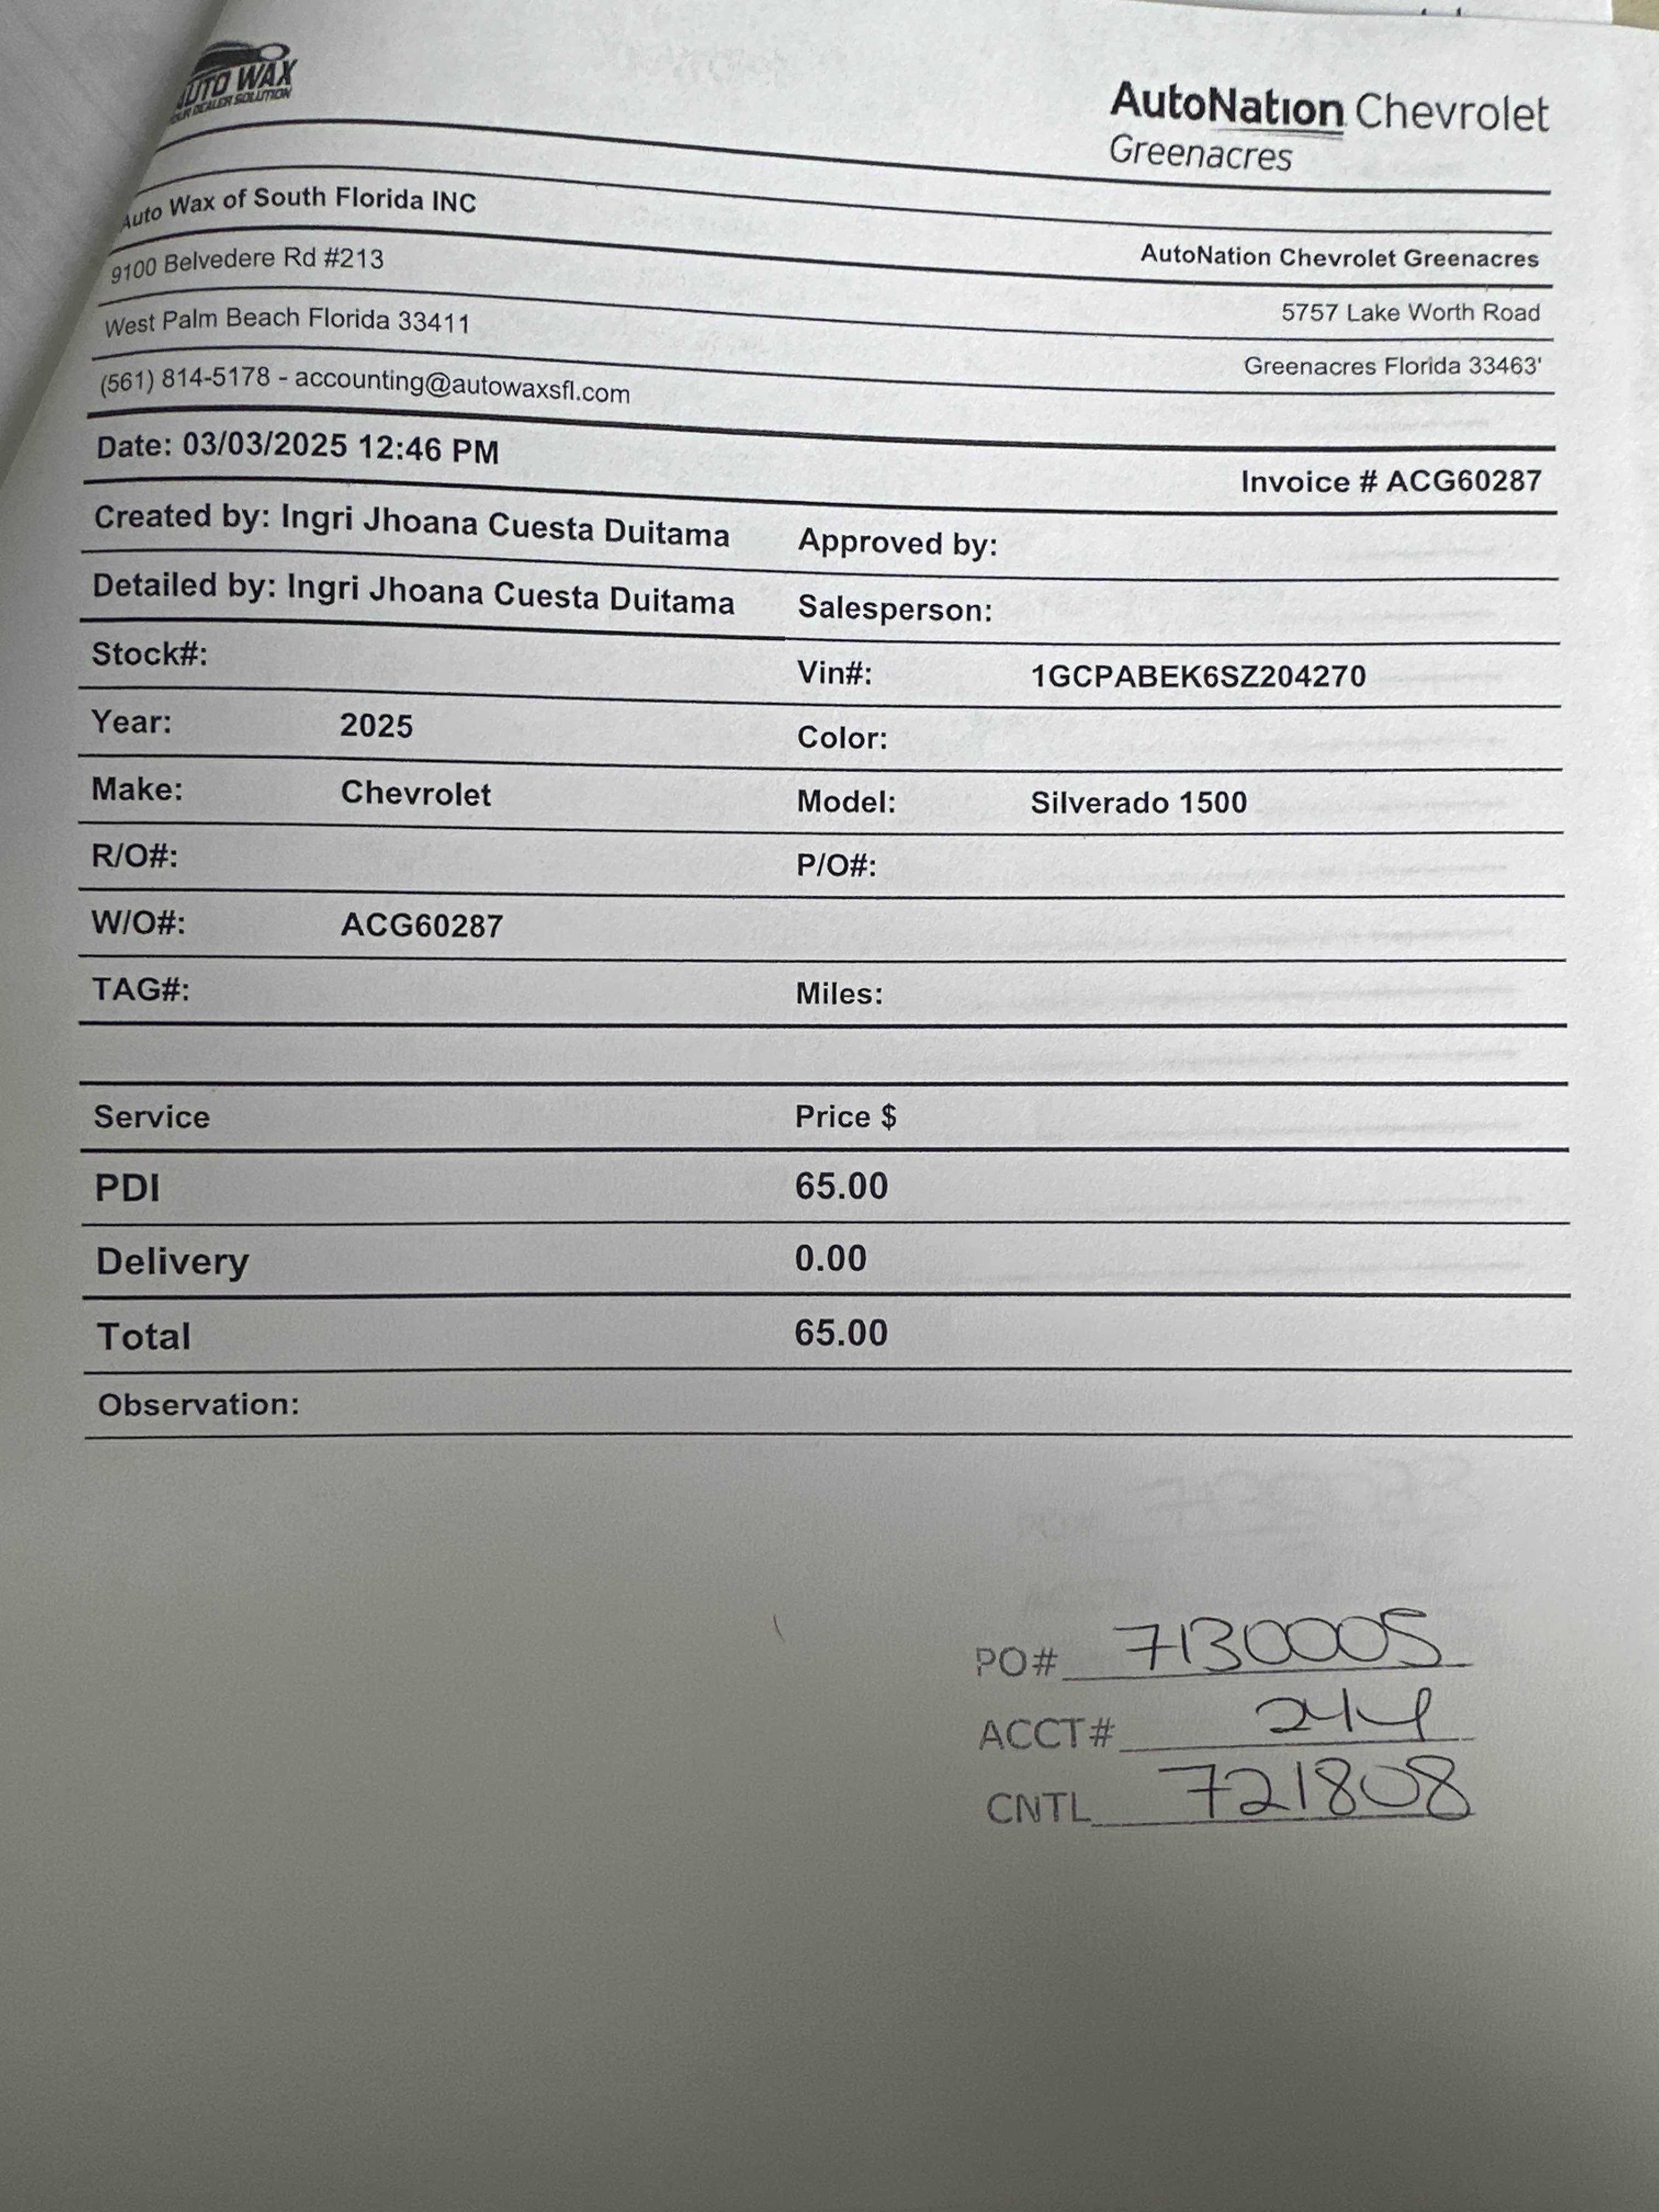 AUTO WAX
YOUR DEALER SOLUTION
AutoNation Chevrolet
Greenacres
Auto Wax of South Florida INC
AutoNation Chevrolet Greenacres
9100 Belvedere Rd #213
5757 Lake Worth Road
West Palm Beach Florida 33411
Greenacres Florida 33463'
(561) 814-5178 - accounting@autowaxsfl.com
Date: 03/03/2025 12:46 PM
Invoice # ACG60287
Created by: Ingri Jhoana Cuesta Duitama Approved by:
Detailed by: Ingri Jhoana Cuesta Duitama Salesperson:
Stock#: Vin#: 1GCPABEK6SZ204270
Year: 2025 Color:
Make: Chevrolet Model: Silverado 1500
R/O#: P/O#:
W/O#: ACG60287
TAG#: Miles:
Service Price $
PDI 65.00
Delivery 0.00
Total 65.00
Observation:
PO# 7130005
ACCT# 244
CNTL 721808